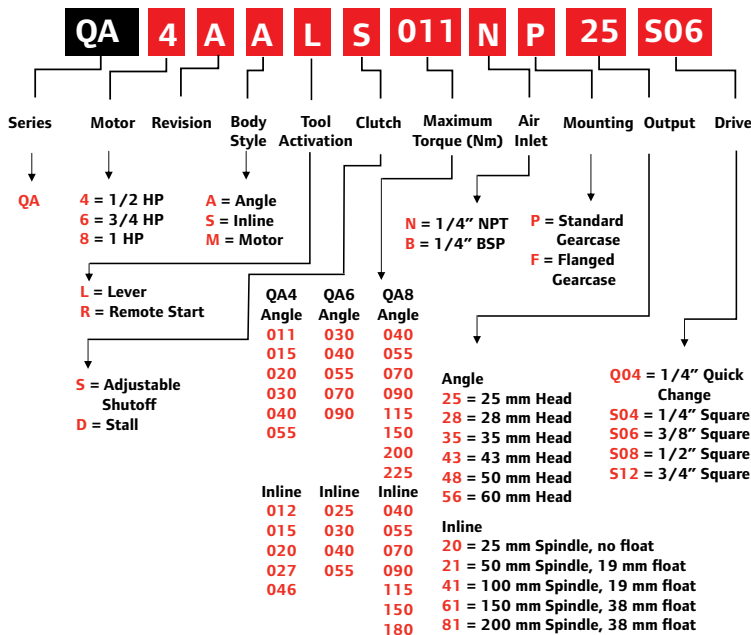 QA 4 A A L S 011 N P 25 S06
Series Motor Revision Body Style Tool Activation Clutch Maximum Torque (Nm) Air Inlet Mounting Output Drive
QA
4 = 1/2 HP
6 = 3/4 HP
8 = 1 HP
A = Angle
S = Inline
M = Motor
L = Lever
R = Remote Start
S = Adjustable
Shutoff
D = Stall
QA4
Angle
011
015
020
030
040
055
QA6
Angle
030
040
055
070
090
QA8
Angle
040
055
070
090
115
150
200
225
Inline
012
015
020
027
046
Inline
025
030
040
055
Inline
040
055
070
090
115
150
180
N = 1/4″ NPT
B = 1/4″ BSP
P = Standard
Gearcase
F = Flanged
Gearcase
Angle
25 = 25 mm Head
28 = 28 mm Head
35 = 35 mm Head
43 = 43 mm Head
48 = 50 mm Head
56 = 60 mm Head
Inline
20 = 25 mm Spindle, no float
21 = 50 mm Spindle, 19 mm float
41 = 100 mm Spindle, 19 mm float
61 = 150 mm Spindle, 38 mm float
81 = 200 mm Spindle, 38 mm float
Q04 = 1/4″ Quick
Change
S04 = 1/4″ Square
S06 = 3/8″ Square
S08 = 1/2″ Square
S12 = 3/4″ Square